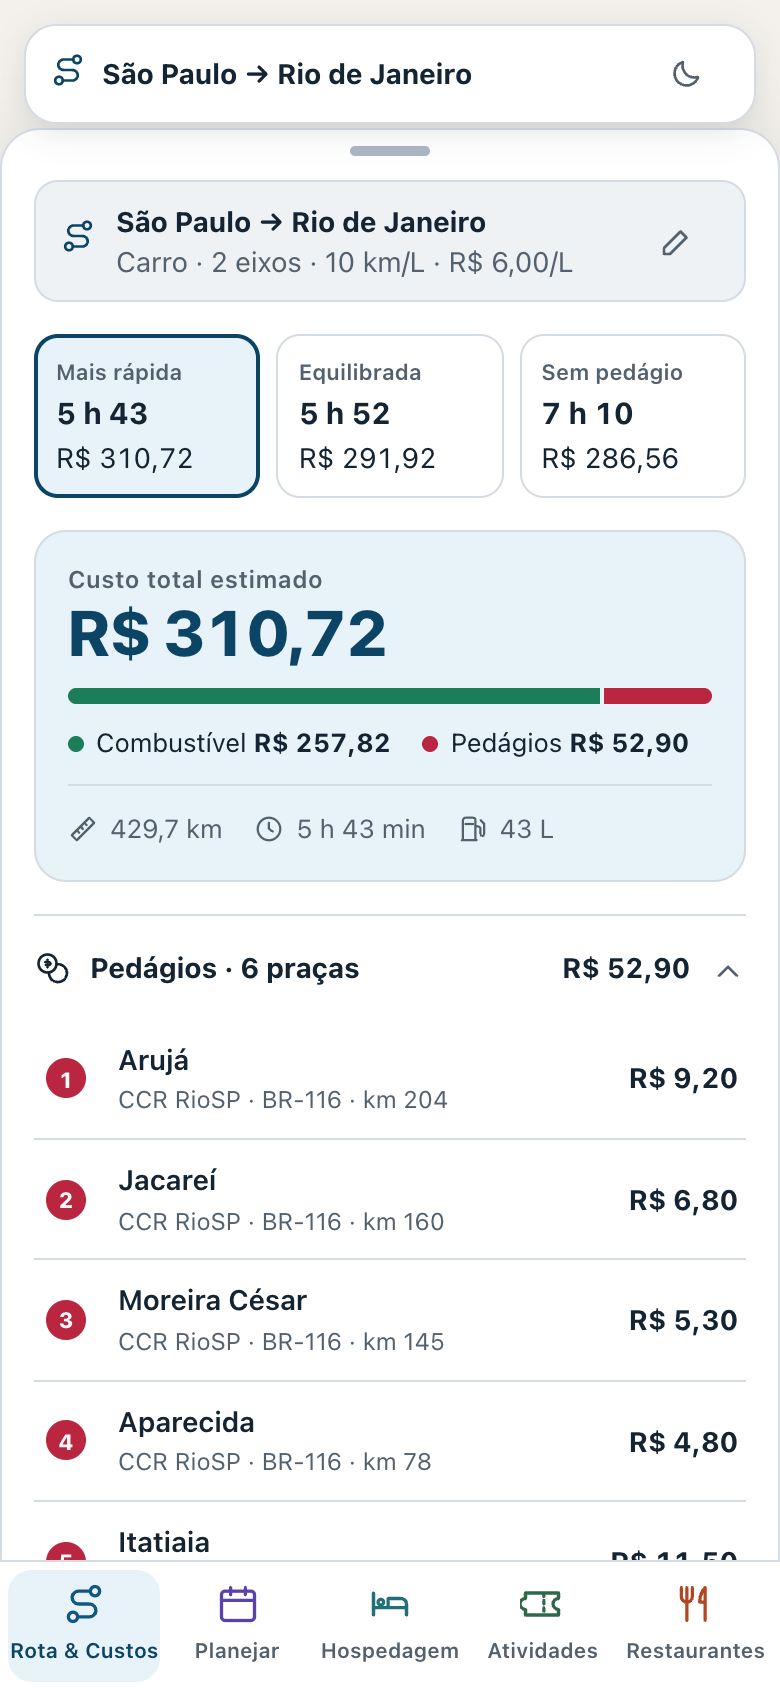 São Paulo → Rio de Janeiro
São Paulo → Rio de Janeiro
Carro · 2 eixos · 10 km/L · R$ 6,00/L
Mais rápida
5 h 43
R$ 310,72
Equilibrada
5 h 52
R$ 291,92
Sem pedágio
7 h 10
R$ 286,56
Custo total estimado
R$ 310,72
Combustível R$ 257,82 Pedágios R$ 52,90
429,7 km 5 h 43 min 43 L
Pedágios · 6 praças R$ 52,90
1 Arujá R$ 9,20
CCR RioSP · BR-116 · km 204
2 Jacareí R$ 6,80
CCR RioSP · BR-116 · km 160
3 Moreira César R$ 5,30
CCR RioSP · BR-116 · km 145
4 Aparecida R$ 4,80
CCR RioSP · BR-116 · km 78
5 Itatiaia R$ 11,50
Rota & Custos Planejar Hospedagem Atividades Restaurantes